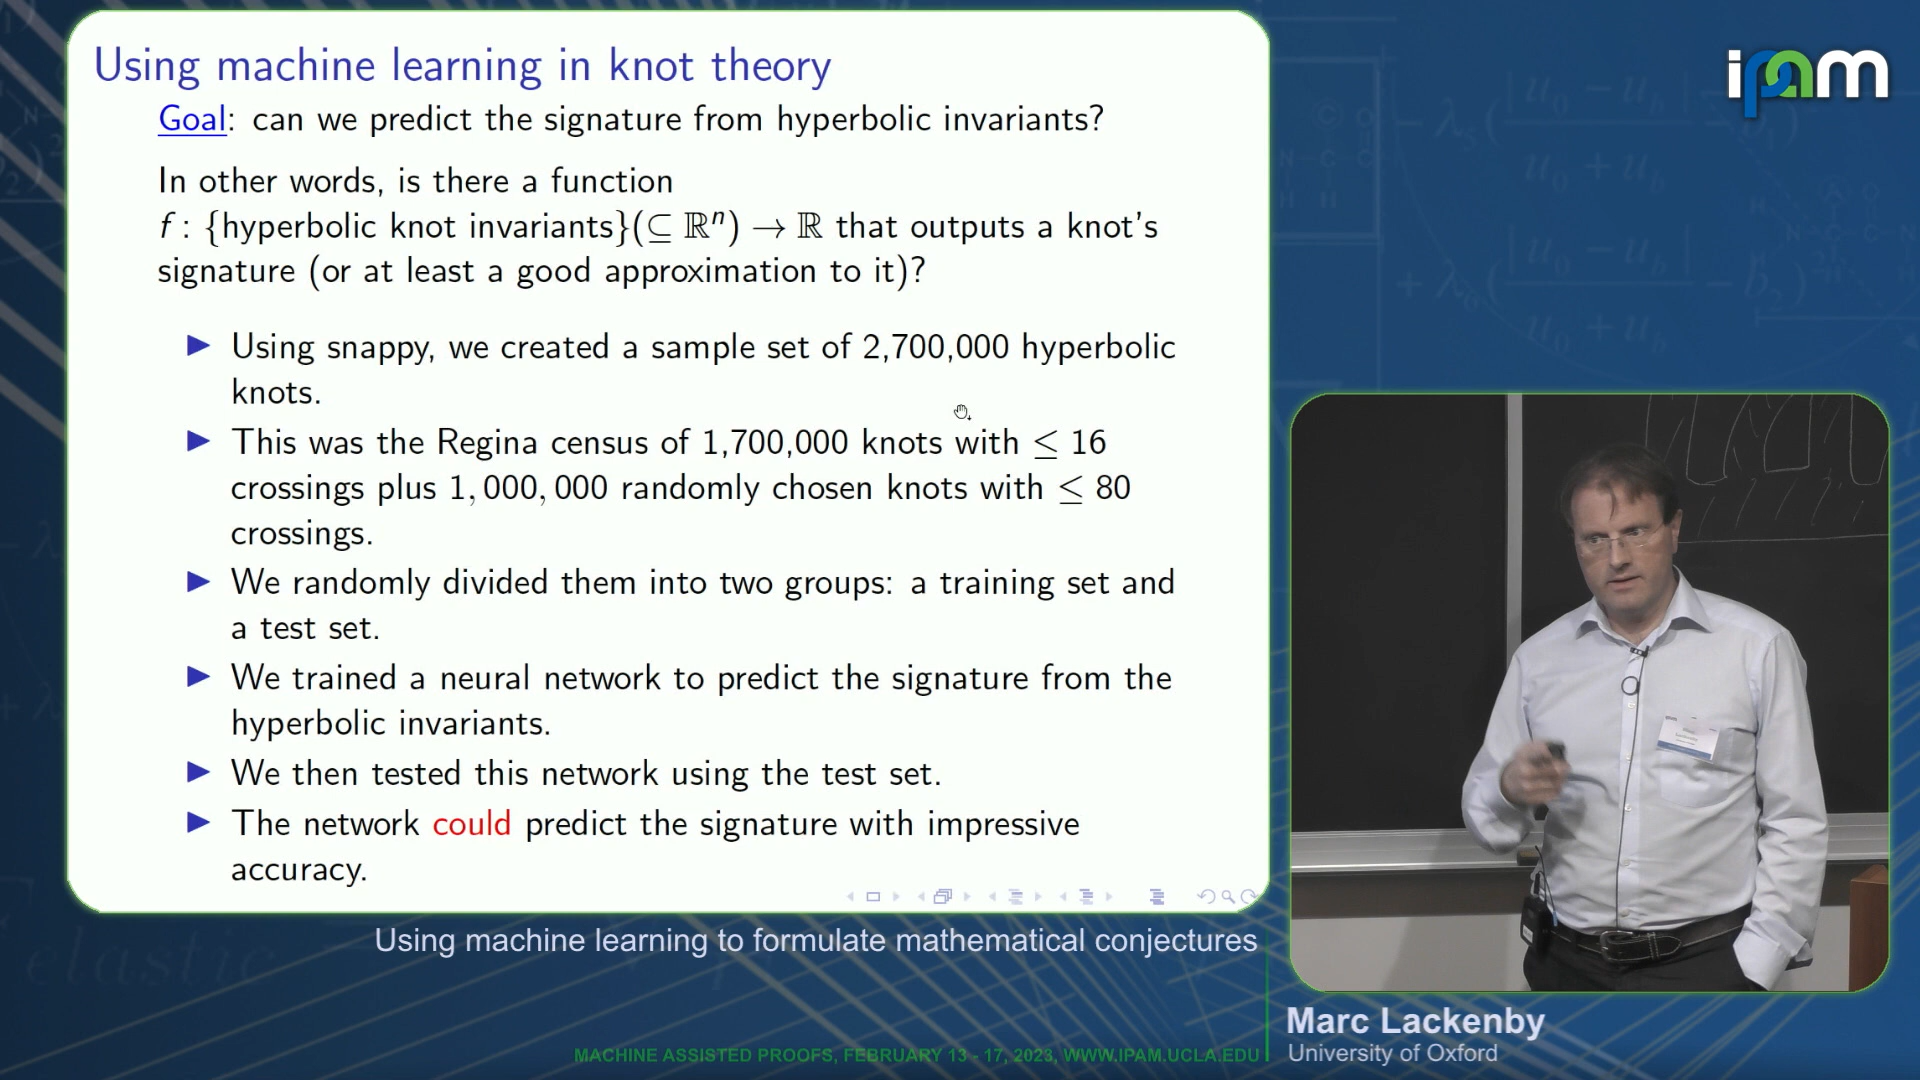 Using machine learning in knot theory
Goal: can we predict the signature from hyperbolic invariants?
In other words, is there a function
f : {hyperbolic knot invariants}(⊆ ℝⁿ) → ℝ that outputs a knot's
signature (or at least a good approximation to it)?
▶ Using snappy, we created a sample set of 2,700,000 hyperbolic
knots.
▶ This was the Regina census of 1,700,000 knots with ≤ 16
crossings plus 1,000,000 randomly chosen knots with ≤ 80
crossings.
▶ We randomly divided them into two groups: a training set and
a test set.
▶ We trained a neural network to predict the signature from the
hyperbolic invariants.
▶ We then tested this network using the test set.
▶ The network could predict the signature with impressive
accuracy.
ipam
Using machine learning to formulate mathematical conjectures
Marc Lackenby
University of Oxford
MACHINE ASSISTED PROOFS, FEBRUARY 13 - 17, 2023, WWW.IPAM.UCLA.EDU
elastic